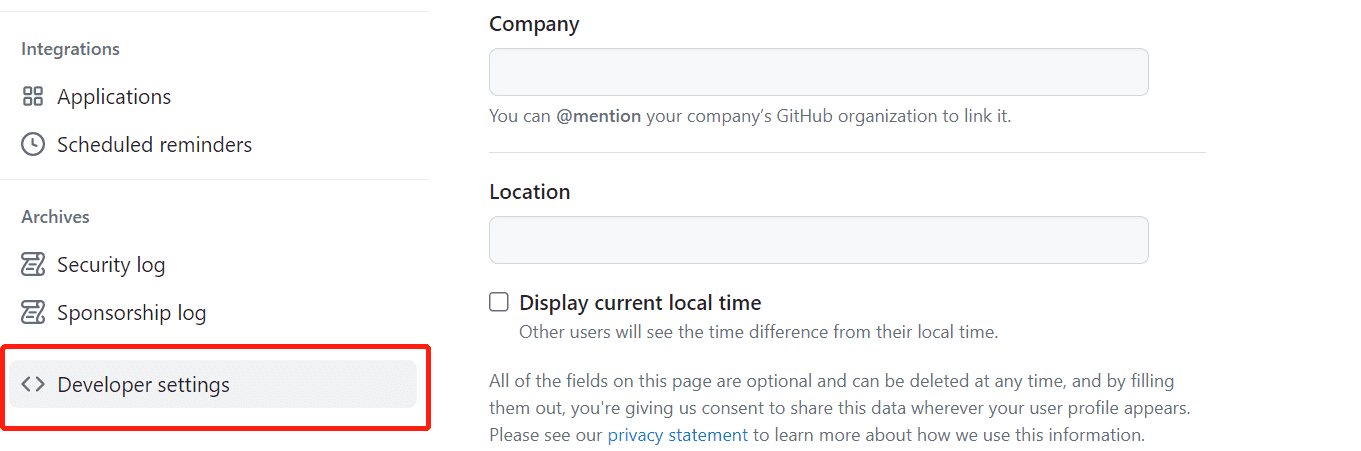 Integrations
Applications
Scheduled reminders
Archives
Security log
Sponsorship log
Developer settings
Company
You can @mention your company’s GitHub organization to link it.
Location
Display current local time
Other users will see the time difference from their local time.
All of the fields on this page are optional and can be deleted at any time, and by filling
them out, you're giving us consent to share this data wherever your user profile appears.
Please see our privacy statement to learn more about how we use this information.